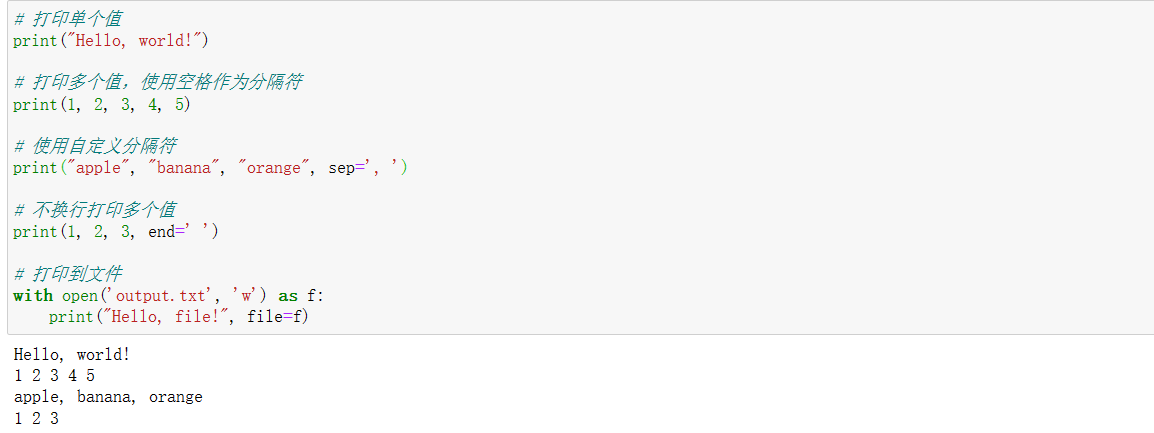 # 打印单个值
print("Hello, world!")
# 打印多个值，使用空格作为分隔符
print(1, 2, 3, 4, 5)
# 使用自定义分隔符
print("apple", "banana", "orange", sep=', ')
# 不换行打印多个值
print(1, 2, 3, end=' ')
# 打印到文件
with open('output.txt', 'w') as f:
    print("Hello, file!", file=f)
Hello, world!
1 2 3 4 5
apple, banana, orange
1 2 3